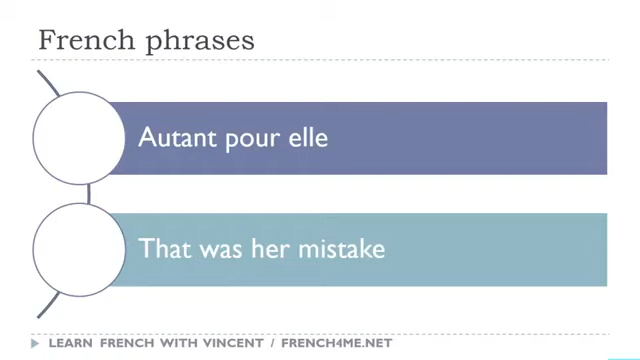 French phrases
Autant pour elle
That was her mistake
LEARN FRENCH WITH VINCENT / FRENCH4ME.NET